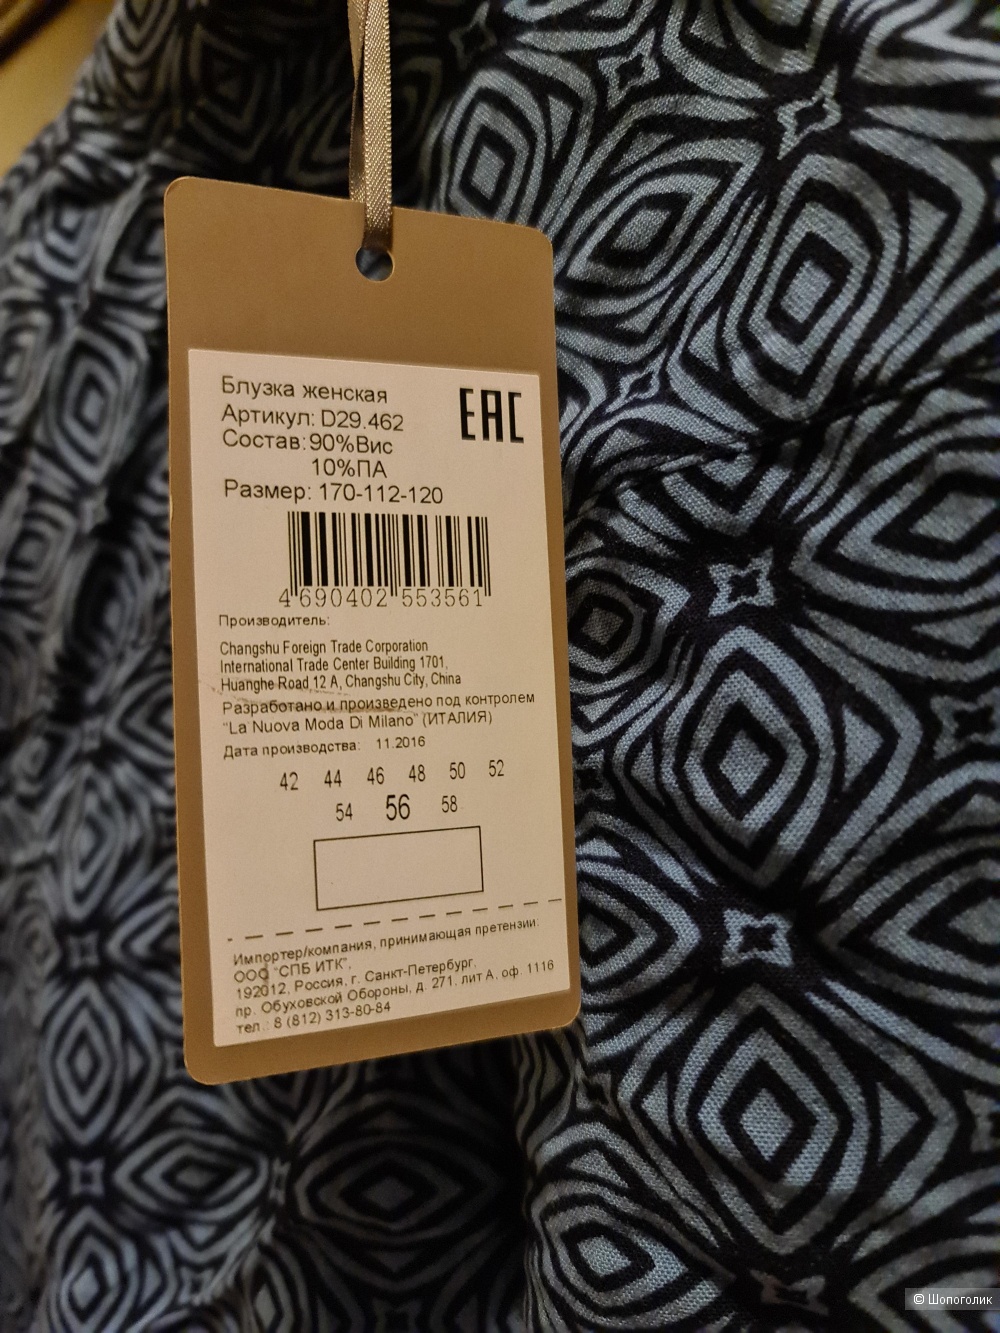 Блузка женская
Артикул: D29.462
Состав: 90%Вис
10%ПА
Размер: 170-112-120
EAC
4 690402 553561
Производитель:
Changshu Foreign Trade Corporation
International Trade Center Building 1701,
Huanghe Road 12 A, Changshu City, China
Разработано и произведено под контролем
"La Nuova Moda Di Milano" (ИТАЛИЯ)
Дата производства: 11.2016
42 44 46 48 50 52
54 56 58
Импортер/компания, принимающая претензии:
ООО "СПБ ИТК",
192012, Россия, г. Санкт-Петербург,
пр. Обуховской Обороны, д. 271, лит А, оф. 1116
тел.: 8 (812) 313-80-84
© Шопоголик